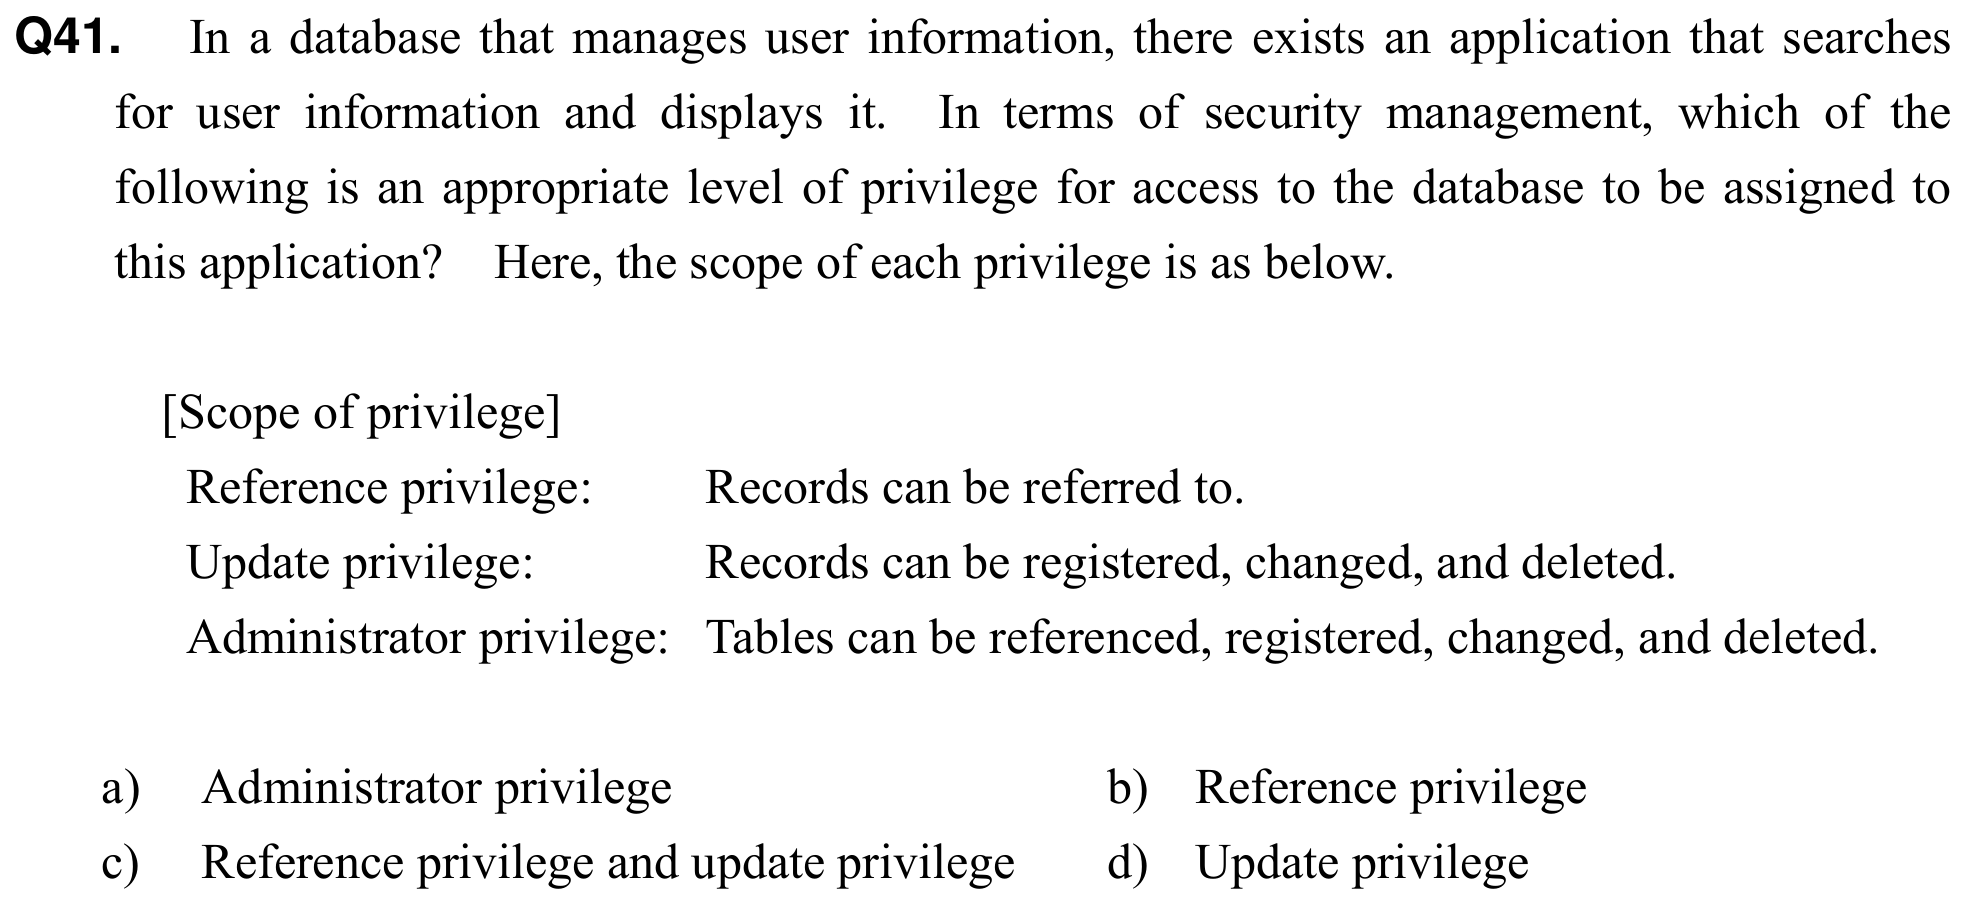 Q41. In a database that manages user information, there exists an application that searches
for user information and displays it. In terms of security management, which of the
following is an appropriate level of privilege for access to the database to be assigned to
this application? Here, the scope of each privilege is as below.
[Scope of privilege]
Reference privilege: Records can be referred to.
Update privilege: Records can be registered, changed, and deleted.
Administrator privilege: Tables can be referenced, registered, changed, and deleted.
a) Administrator privilege b) Reference privilege
c) Reference privilege and update privilege d) Update privilege